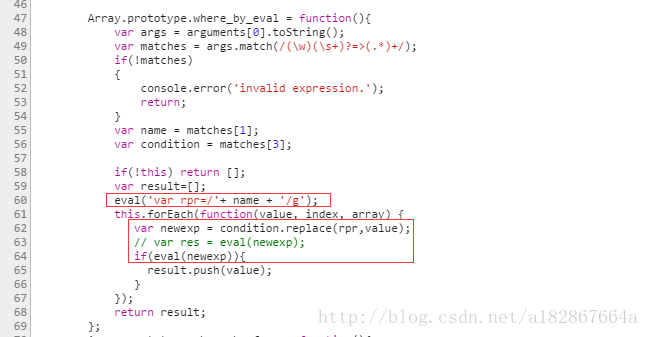 46
47 Array.prototype.where_by_eval = function(){
48 var args = arguments[0].toString();
49 var matches = args.match(/(\w)(\s+)?=>(.*)+/);
50 if(!matches)
51 {
52 console.error('invalid expression.');
53 return;
54 }
55 var name = matches[1];
56 var condition = matches[3];
57
58 if(!this) return [];
59 var result=[];
60 eval('var rpr=/'+ name + '/g');
61 this.forEach(function(value, index, array) {
62 var newexp = condition.replace(rpr,value);
63 // var res = eval(newexp);
64 if(eval(newexp)){
65 result.push(value);
66 }
67 });
68 return result;
69 };
http://blog.csdn.net/a182867664a